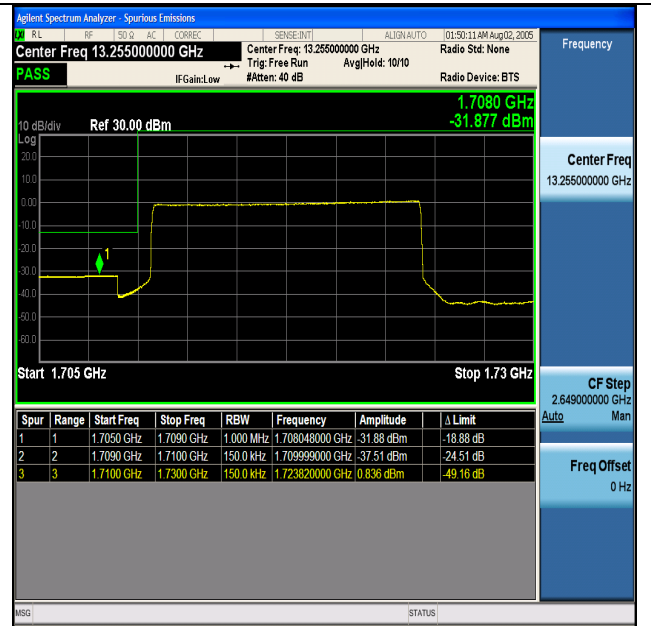 Agilent Spectrum Analyzer - Spurious Emissions
RL RF 50 Ω AC CORREC SENSE:INT ALIGN AUTO 01:50:11 AM Aug 02, 2005
Center Freq 13.255000000 GHz
Center Freq: 13.255000000 GHz
Radio Std: None
Trig: Free Run
Avg|Hold: 10/10
PASS
IFGain:Low
#Atten: 40 dB
Radio Device: BTS
1.7080 GHz
-31.877 dBm
10 dB/div
Ref 30.00 dBm
Log
20.0
10.0
0.00
-10.0
-20.0
-30.0
-40.0
-50.0
-60.0
1
Start 1.705 GHz
Stop 1.73 GHz
Spur Range Start Freq Stop Freq RBW Frequency Amplitude Δ Limit
1 1 1.7050 GHz 1.7090 GHz 1.000 MHz 1.708048000 GHz -31.88 dBm -18.88 dB
2 2 1.7090 GHz 1.7100 GHz 150.0 kHz 1.709999000 GHz -37.51 dBm -24.51 dB
3 3 1.7100 GHz 1.7300 GHz 150.0 kHz 1.723820000 GHz 0.836 dBm -49.16 dB
MSG
STATUS
Frequency
Center Freq
13.255000000 GHz
CF Step
2.649000000 GHz
Auto Man
Freq Offset
0 Hz